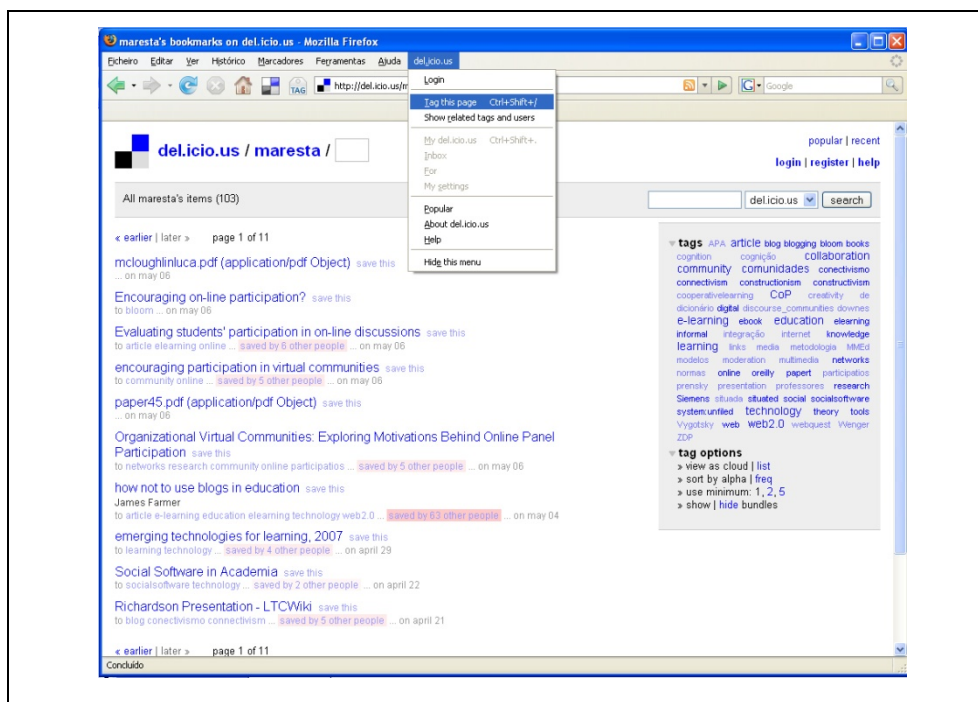 maresta's bookmarks on del.icio.us - Mozilla Firefox
Ficheiro Editar Ver Histórico Marcadores Ferramentas Ajuda del.icio.us
TAG http://del.icio.us/m Google
Login
Tag this page Ctrl+Shift+/
Show related tags and users
My del.icio.us Ctrl+Shift+.
Inbox
For
My settings
Popular
About del.icio.us
Help
Hide this menu
del.icio.us / maresta /
popular | recent
login | register | help
All maresta's items (103)
del.icio.us search
« earlier | later » page 1 of 11
mcloughlinluca.pdf (application/pdf Object) save this
... on may 06
Encouraging on-line participation? save this
to bloom ... on may 06
Evaluating students' participation in on-line discussions save this
to article elearning online ... saved by 6 other people ... on may 06
encouraging participation in virtual communities save this
to community online ... saved by 5 other people ... on may 06
paper45.pdf (application/pdf Object) save this
... on may 06
Organizational Virtual Communities: Exploring Motivations Behind Online Panel
Participation save this
to networks research community online participatios ... saved by 5 other people ... on may 06
how not to use blogs in education save this
James Farmer
to article e-learning education elearning technology web2.0 ... saved by 63 other people ... on may 04
emerging technologies for learning, 2007 save this
to learning technology ... saved by 4 other people ... on april 29
Social Software in Academia save this
to socialsoftware technology ... saved by 2 other people ... on april 22
Richardson Presentation - LTCWiki save this
to blog conectivismo connectivism ... saved by 5 other people ... on april 21
« earlier | later » page 1 of 11
tags APA article blog blogging bloom books
cognition cognição collaboration
community comunidades conectivismo
connectivism constructionism constructivism
cooperativelearning CoP creativity de
dicionário digital discourse_communities downes
e-learning ebook education elearning
informal integração internet knowledge
learning links media metodologia MMEd
modelos moderation multimedia networks
normas online oreilly papert participatios
prensky presentation professores research
Siemens situada situated social socialsoftware
system:unfiled technology theory tools
Vygotsky web web2.0 webquest Wenger
ZDP
tag options
» view as cloud | list
» sort by alpha | freq
» use minimum: 1, 2, 5
» show | hide bundles
Concluído